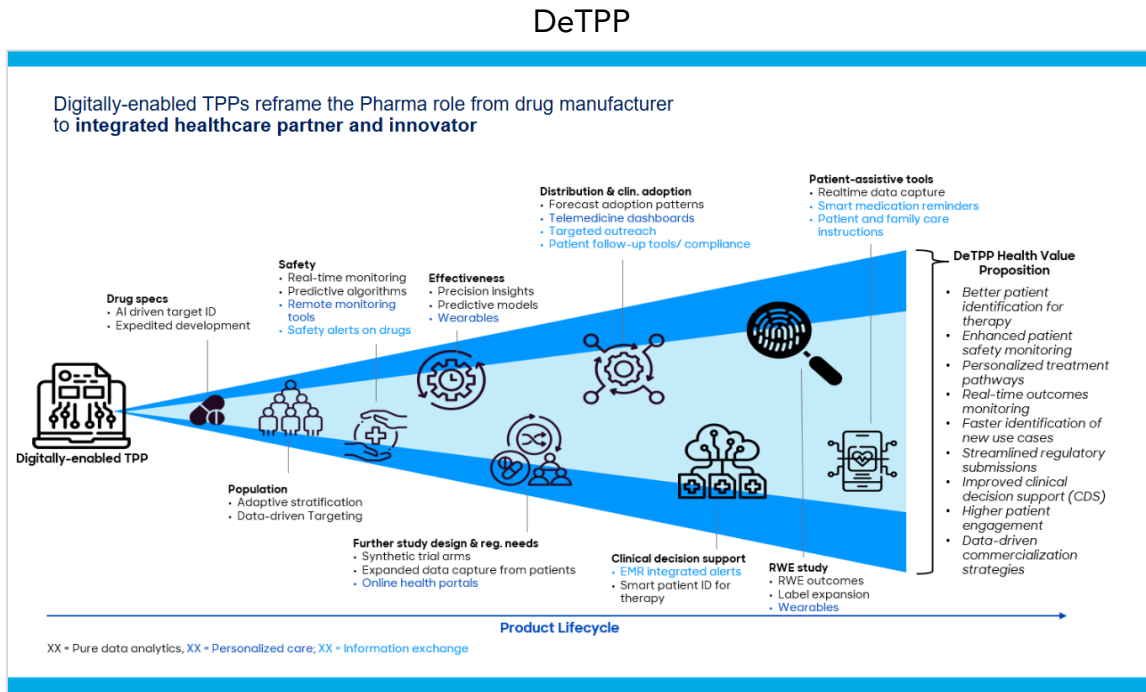 DeTPP
Digitally-enabled TPPs reframe the Pharma role from drug manufacturer
to integrated healthcare partner and innovator
Drug specs
• AI driven target ID
• Expedited development
Safety
• Real-time monitoring
• Predictive algorithms
• Remote monitoring
tools
• Safety alerts on drugs
Effectiveness
• Precision insights
• Predictive models
• Wearables
Distribution & clin. adoption
• Forecast adoption patterns
• Telemedicine dashboards
• Targeted outreach
• Patient follow-up tools/ compliance
Patient-assistive tools
• Realtime data capture
• Smart medication reminders
• Patient and family care
instructions
Digitally-enabled TPP
Population
• Adaptive stratification
• Data-driven Targeting
Further study design & reg. needs
• Synthetic trial arms
• Expanded data capture from patients
• Online health portals
Clinical decision support
• EMR integrated alerts
• Smart patient ID for
therapy
RWE study
• RWE outcomes
• Label expansion
• Wearables
DeTPP Health Value
Proposition
• Better patient
identification for
therapy
• Enhanced patient
safety monitoring
• Personalized treatment
pathways
• Real-time outcomes
monitoring
• Faster identification of
new use cases
• Streamlined regulatory
submissions
• Improved clinical
decision support (CDS)
• Higher patient
engagement
• Data-driven
commercialization
strategies
Product Lifecycle
XX = Pure data analytics, XX = Personalized care; XX = Information exchange